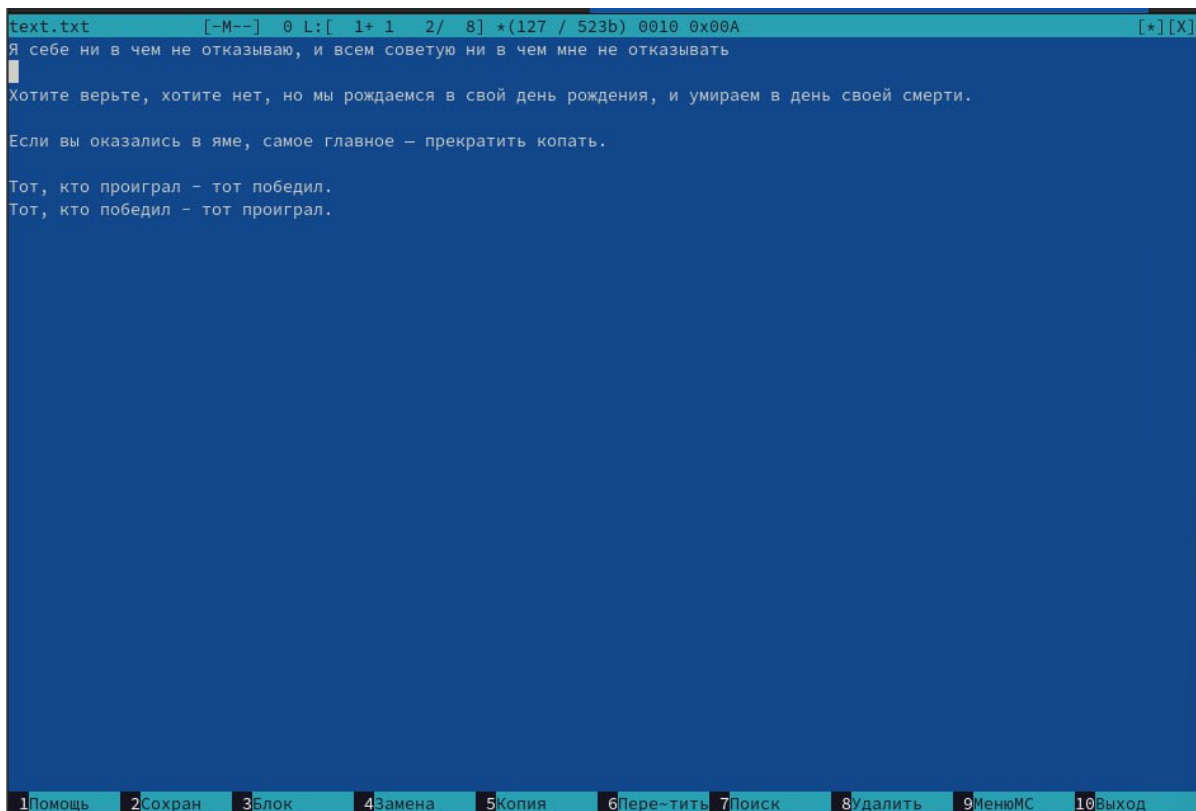 text.txt [-M--] 0 L:[ 1+ 1 2/ 8] *(127 / 523b) 0010 0x00A [*][X]
Я себе ни в чем не отказываю, и всем советую ни в чем мне не отказывать
Хотите верьте, хотите нет, но мы рождаемся в свой день рождения, и умираем в день своей смерти.
Если вы оказались в яме, самое главное — прекратить копать.
Тот, кто проиграл - тот победил.
Тот, кто победил - тот проиграл.
1Помощь 2Сохран 3Блок 4Замена 5Копия 6Пере~тить 7Поиск 8Удалить 9МенюMC 10Выход